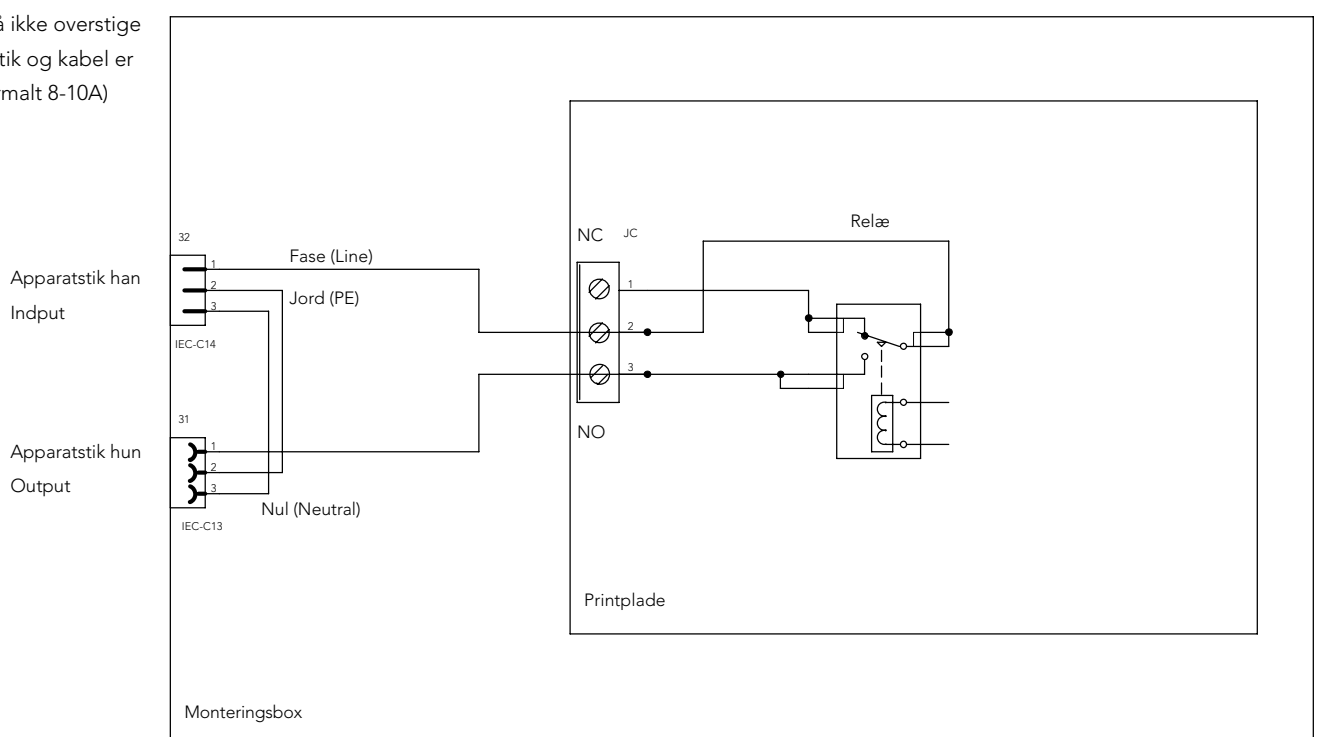 ikke overstige
og kabel er
8-10A)
Relæ
NC JC
32
Fase (Line)
1
Apparatstik han
2
Jord (PE)
Indput
3
IEC-C14
1
2
3
31
NO
Apparatstik hun
1
Output
2
3
Nul (Neutral)
IEC-C13
Printplade
Monteringsbox